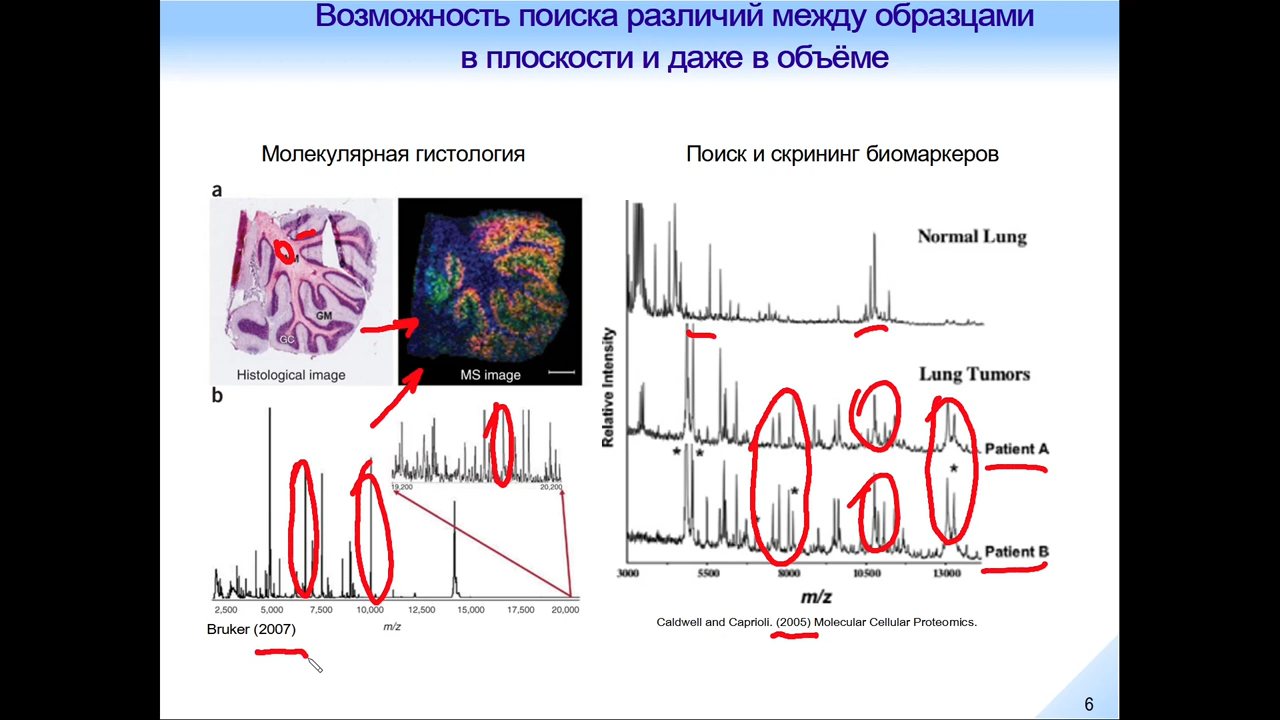 Возможность поиска различий между образцами
в плоскости и даже в объёме
Молекулярная гистология
a
GM
GC
Histological image
MS image
b
19,200
20,200
2,500 5,000 7,500 10,000 12,500 15,000 17,500 20,000
m/z
Bruker (2007)
Поиск и скрининг биомаркеров
Normal Lung
Lung Tumors
Relative Intensity
Patient A
* *
*
*
Patient B
3000 5500 8000 10500 13000
m/z
Caldwell and Caprioli. (2005) Molecular Cellular Proteomics.
6